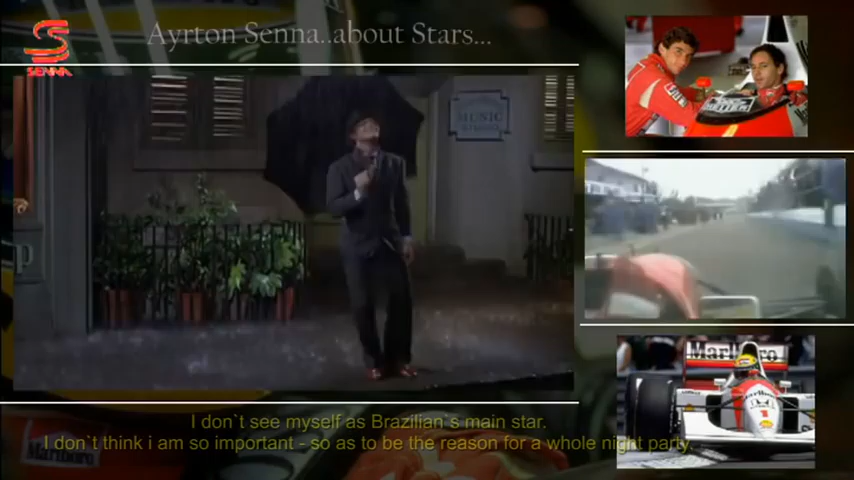 SENNA
Ayrton Senna..about Stars...
MUSIC
p
I don`t see myself as Brazilian`s main star.
I don`t think i am so important - so as to be the reason for a whole night party.
Marlboro
Marlboro
1